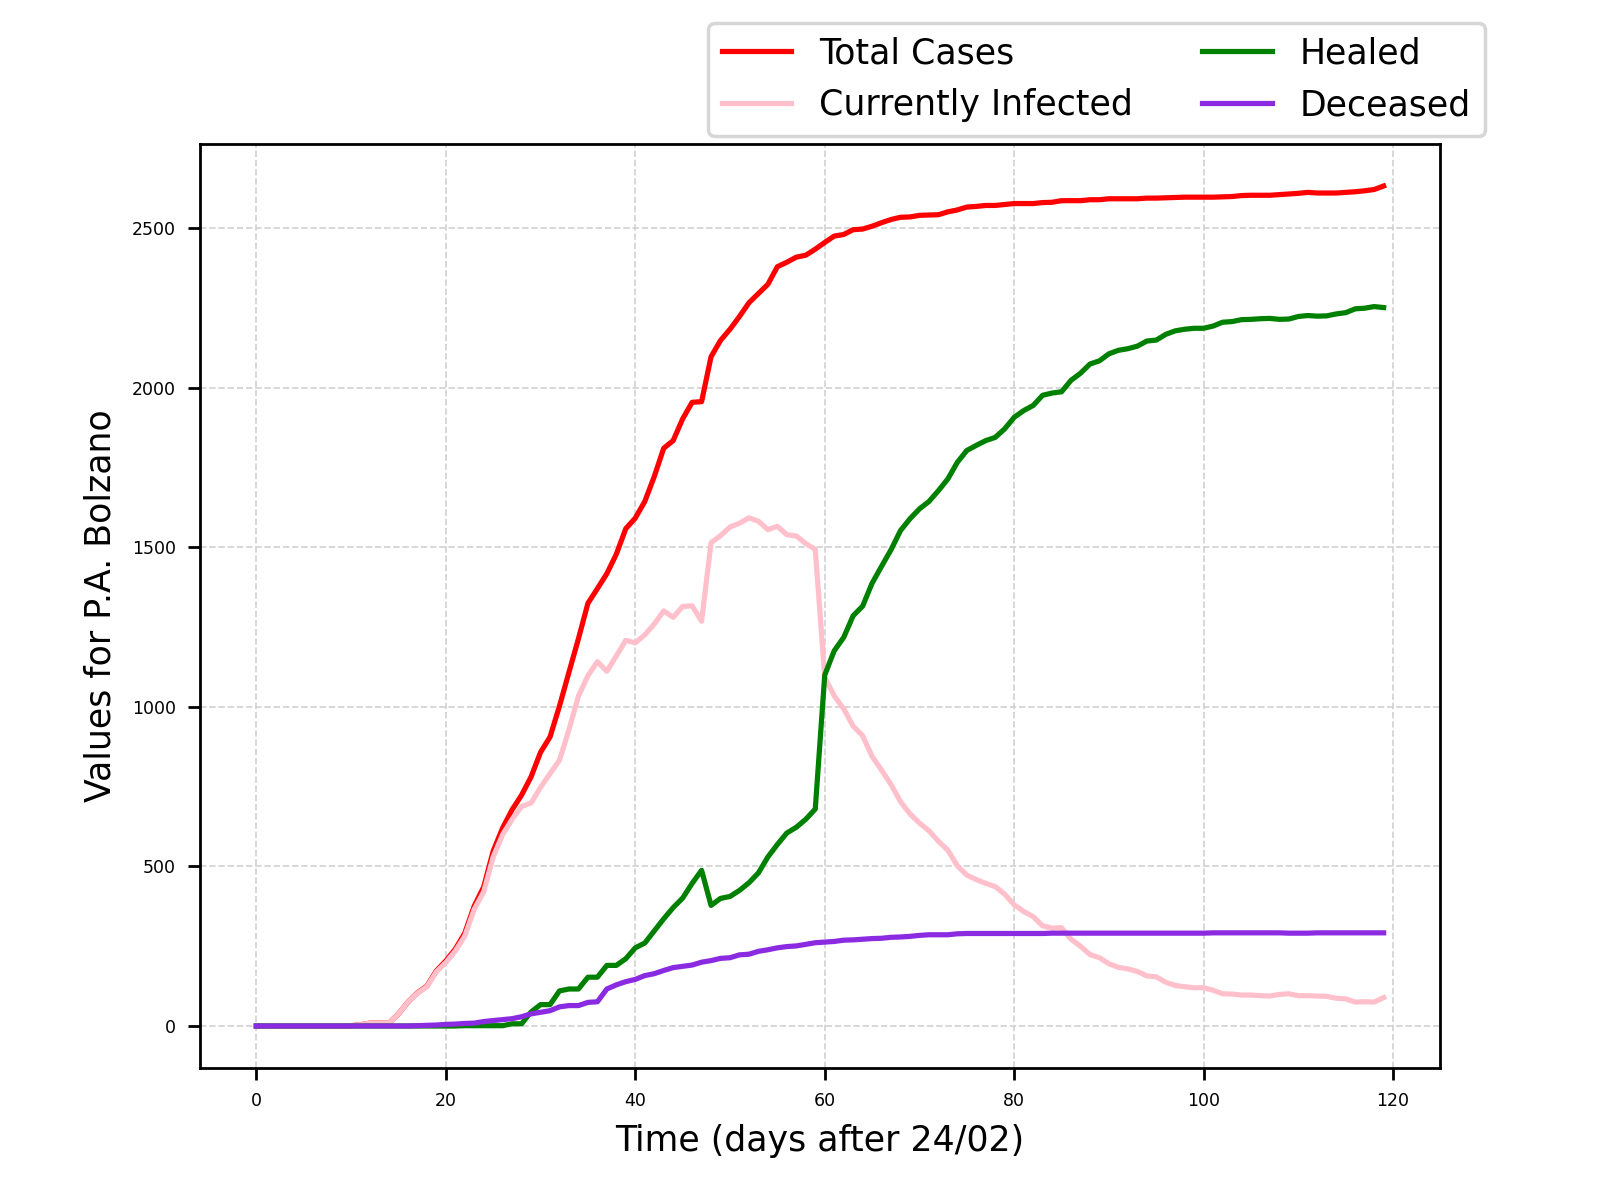 Total Cases
Currently Infected
Healed
Deceased
2500
2000
1500
1000
500
0
Values for P.A. Bolzano
0 20 40 60 80 100 120
Time (days after 24/02)